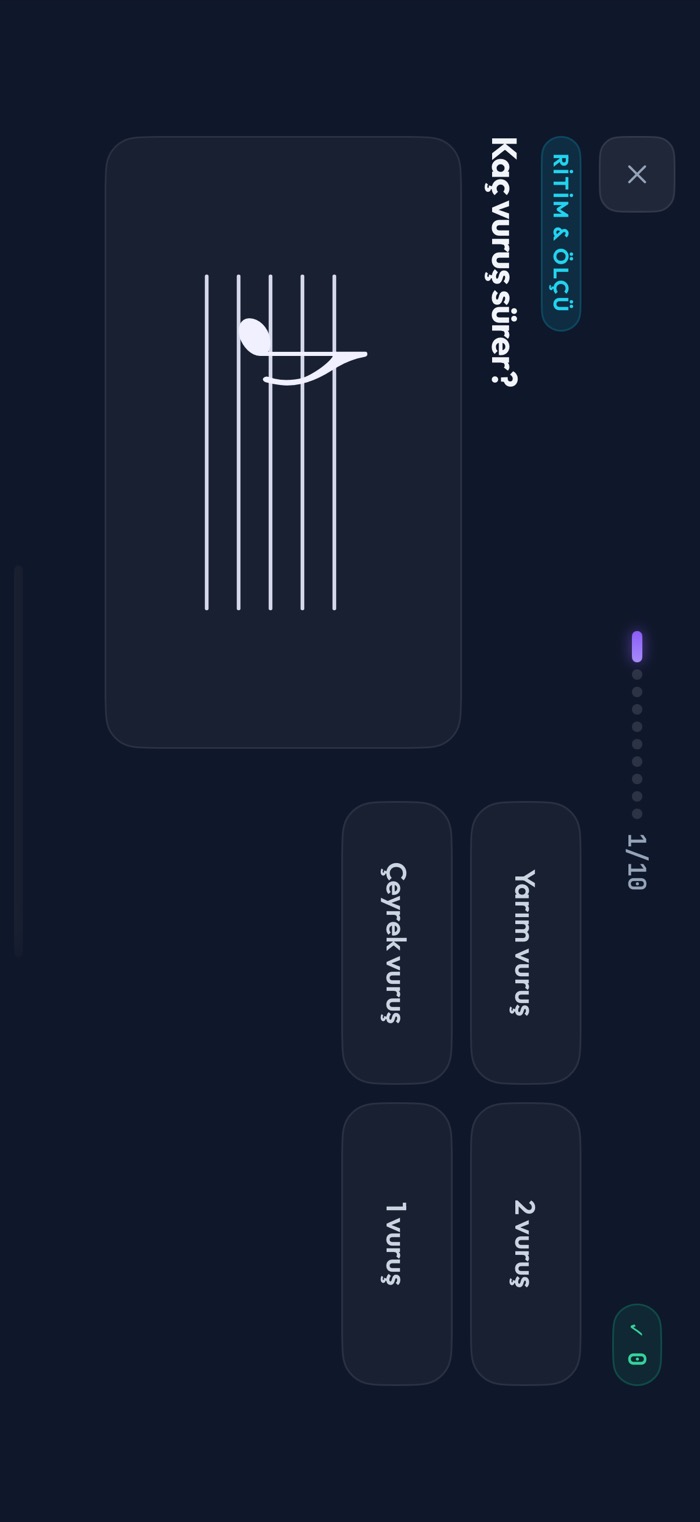 1/10
✓ 0
RİTİM & ÖLÇÜ
Kaç vuruş sürer?
Yarım vuruş
2 vuruş
Çeyrek vuruş
1 vuruş